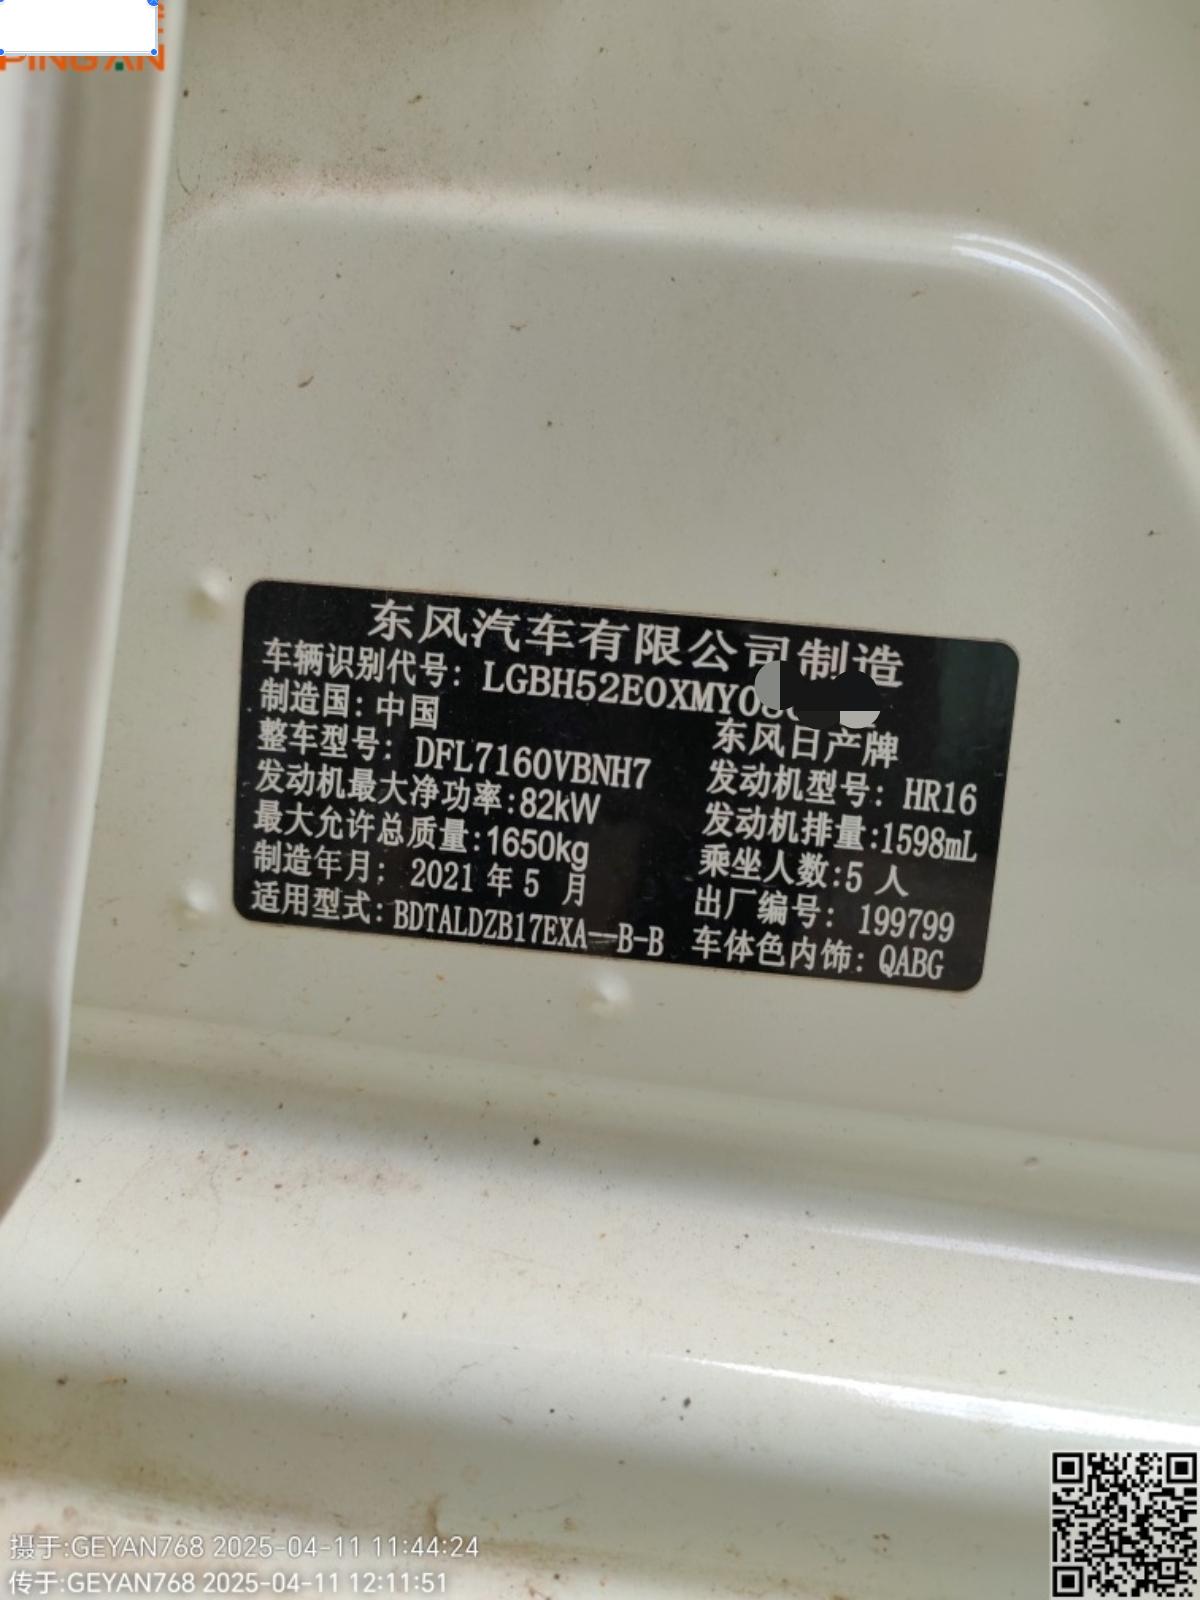 PING AN
东风汽车有限公司制造
车辆识别代号: LGBH52E0XMY0
制造国: 中国 东风日产牌
整车型号: DFL7160VBNH7 发动机型号: HR16
发动机最大净功率:82kW 发动机排量:1598mL
最大允许总质量:1650kg 乘坐人数:5 人
制造年月: 2021 年 5 月 出厂编号: 199799
适用型式: BDTALDZB17EXA--B-B 车体色内饰: QABG
摄于:GEYAN768 2025-04-11 11:44:24
传于:GEYAN768 2025-04-11 12:11:51